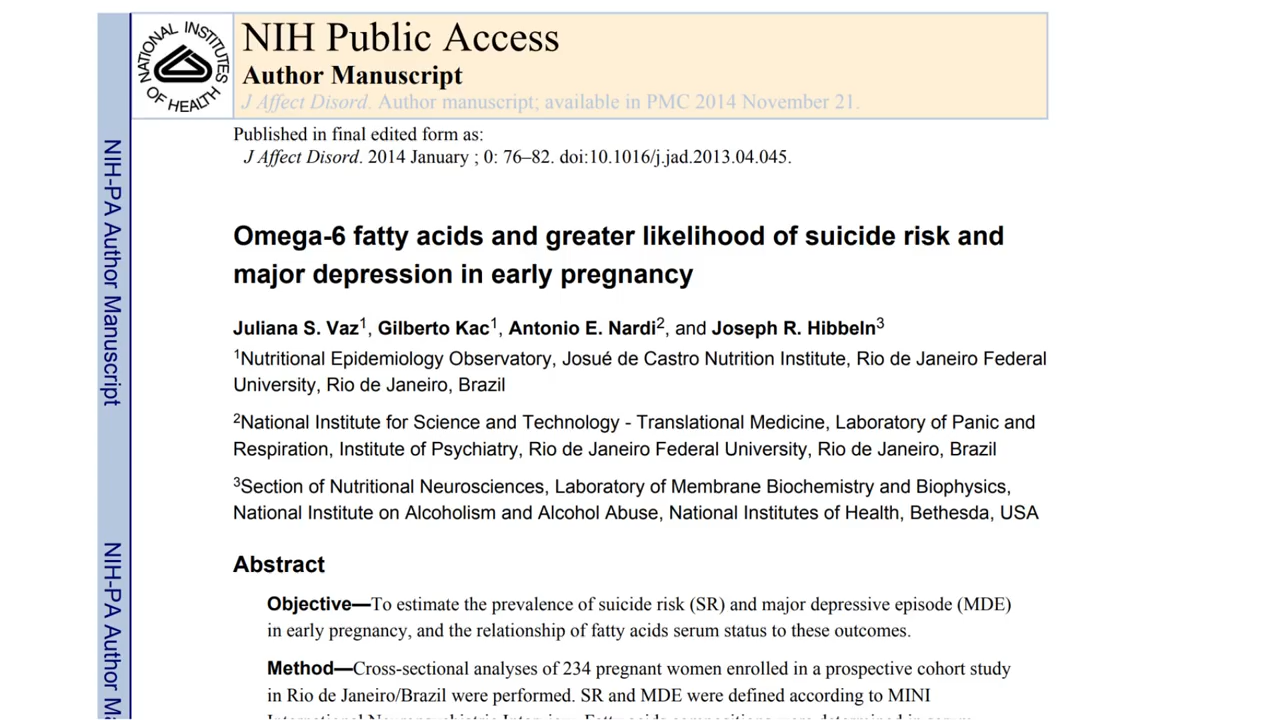 NATIONAL INSTITUTES OF HEALTH
NIH Public Access
Author Manuscript
J Affect Disord. Author manuscript; available in PMC 2014 November 21.
Published in final edited form as:
J Affect Disord. 2014 January ; 0: 76–82. doi:10.1016/j.jad.2013.04.045.
Omega-6 fatty acids and greater likelihood of suicide risk and
major depression in early pregnancy
Juliana S. Vaz1, Gilberto Kac1, Antonio E. Nardi2, and Joseph R. Hibbeln3
1Nutritional Epidemiology Observatory, Josué de Castro Nutrition Institute, Rio de Janeiro Federal
University, Rio de Janeiro, Brazil
2National Institute for Science and Technology - Translational Medicine, Laboratory of Panic and
Respiration, Institute of Psychiatry, Rio de Janeiro Federal University, Rio de Janeiro, Brazil
3Section of Nutritional Neurosciences, Laboratory of Membrane Biochemistry and Biophysics,
National Institute on Alcoholism and Alcohol Abuse, National Institutes of Health, Bethesda, USA
Abstract
Objective—To estimate the prevalence of suicide risk (SR) and major depressive episode (MDE)
in early pregnancy, and the relationship of fatty acids serum status to these outcomes.
Method—Cross-sectional analyses of 234 pregnant women enrolled in a prospective cohort study
in Rio de Janeiro/Brazil were performed. SR and MDE were defined according to MINI
NIH-PA Author Manuscript
NIH-PA Author Ma